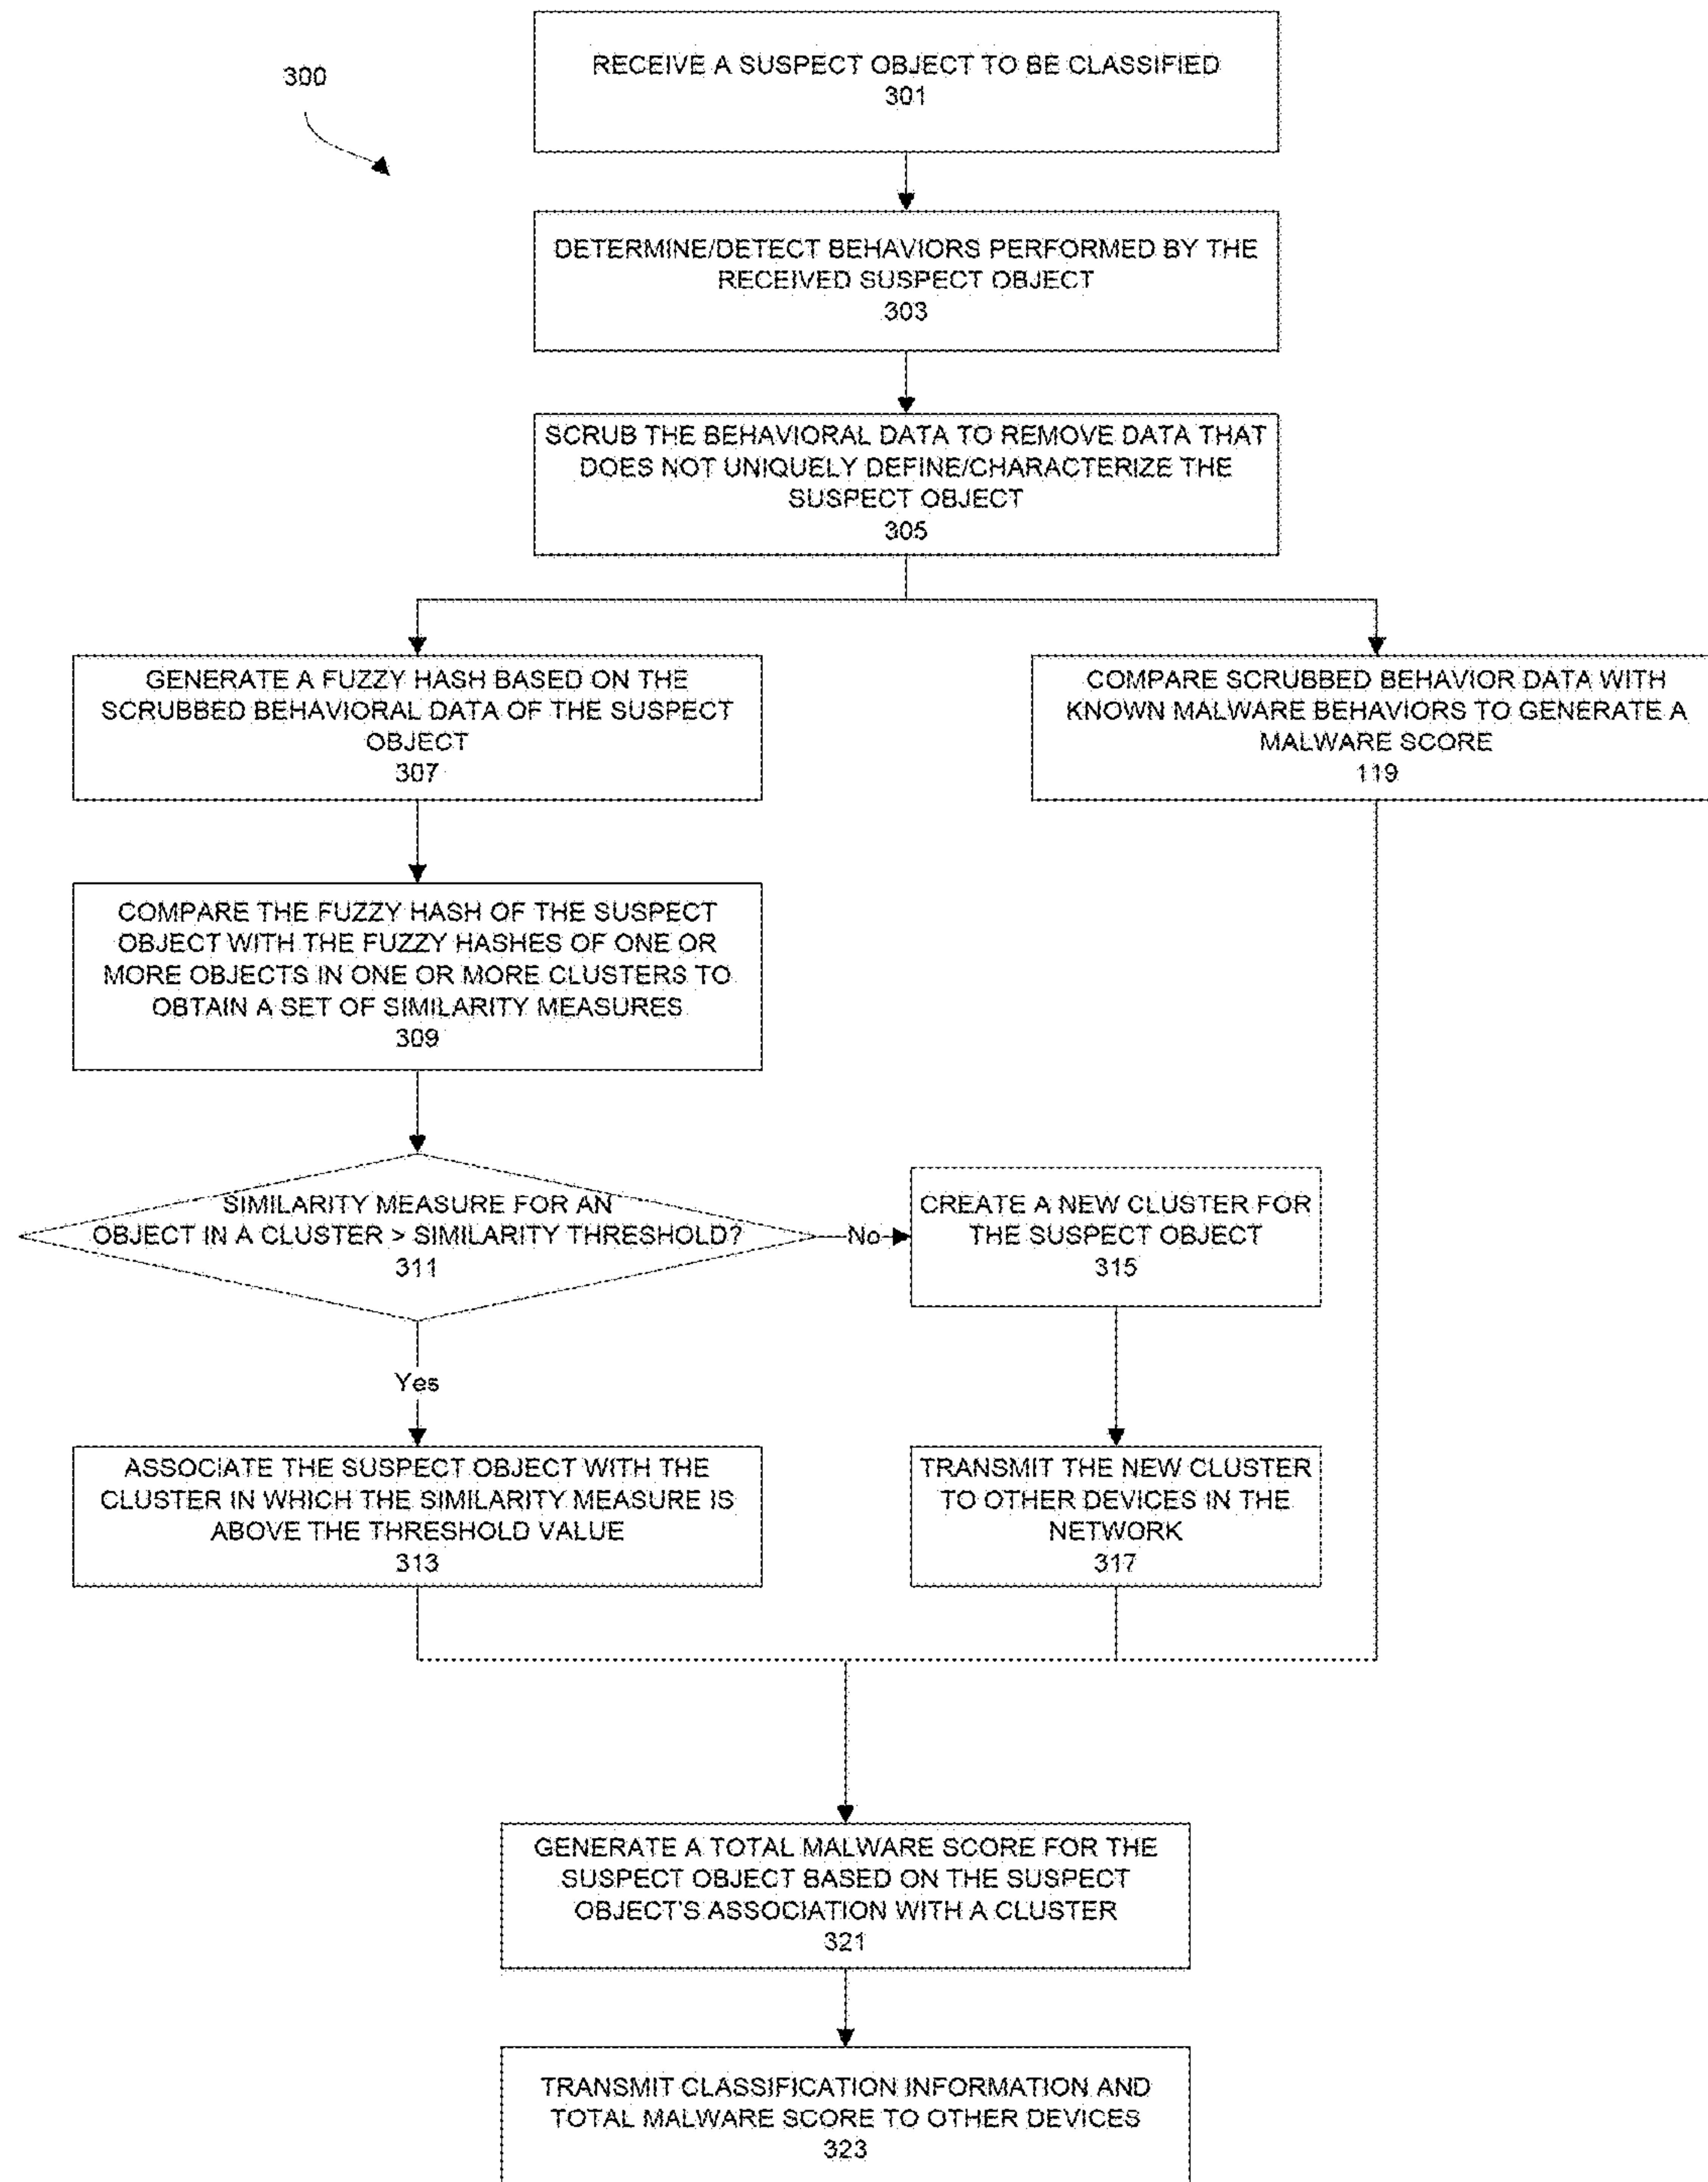 300
RECEIVE A SUSPECT OBJECT TO BE CLASSIFIED
301
DETERMINE/DETECT BEHAVIORS PERFORMED BY THE
RECEIVED SUSPECT OBJECT
303
SCRUB THE BEHAVIORAL DATA TO REMOVE DATA THAT
DOES NOT UNIQUELY DEFINE/CHARACTERIZE THE
SUSPECT OBJECT
305
GENERATE A FUZZY HASH BASED ON THE
SCRUBBED BEHAVIORAL DATA OF THE SUSPECT
OBJECT
307
COMPARE SCRUBBED BEHAVIOR DATA WITH
KNOWN MALWARE BEHAVIORS TO GENERATE A
MALWARE SCORE
119
COMPARE THE FUZZY HASH OF THE SUSPECT
OBJECT WITH THE FUZZY HASHES OF ONE OR
MORE OBJECTS IN ONE OR MORE CLUSTERS TO
OBTAIN A SET OF SIMILARITY MEASURES
309
SIMILARITY MEASURE FOR AN
OBJECT IN A CLUSTER > SIMILARITY THRESHOLD?
311
No
CREATE A NEW CLUSTER FOR
THE SUSPECT OBJECT
315
Yes
ASSOCIATE THE SUSPECT OBJECT WITH THE
CLUSTER IN WHICH THE SIMILARITY MEASURE IS
ABOVE THE THRESHOLD VALUE
313
TRANSMIT THE NEW CLUSTER
TO OTHER DEVICES IN THE
NETWORK
317
GENERATE A TOTAL MALWARE SCORE FOR THE
SUSPECT OBJECT BASED ON THE SUSPECT
OBJECT'S ASSOCIATION WITH A CLUSTER
321
TRANSMIT CLASSIFICATION INFORMATION AND
TOTAL MALWARE SCORE TO OTHER DEVICES
323